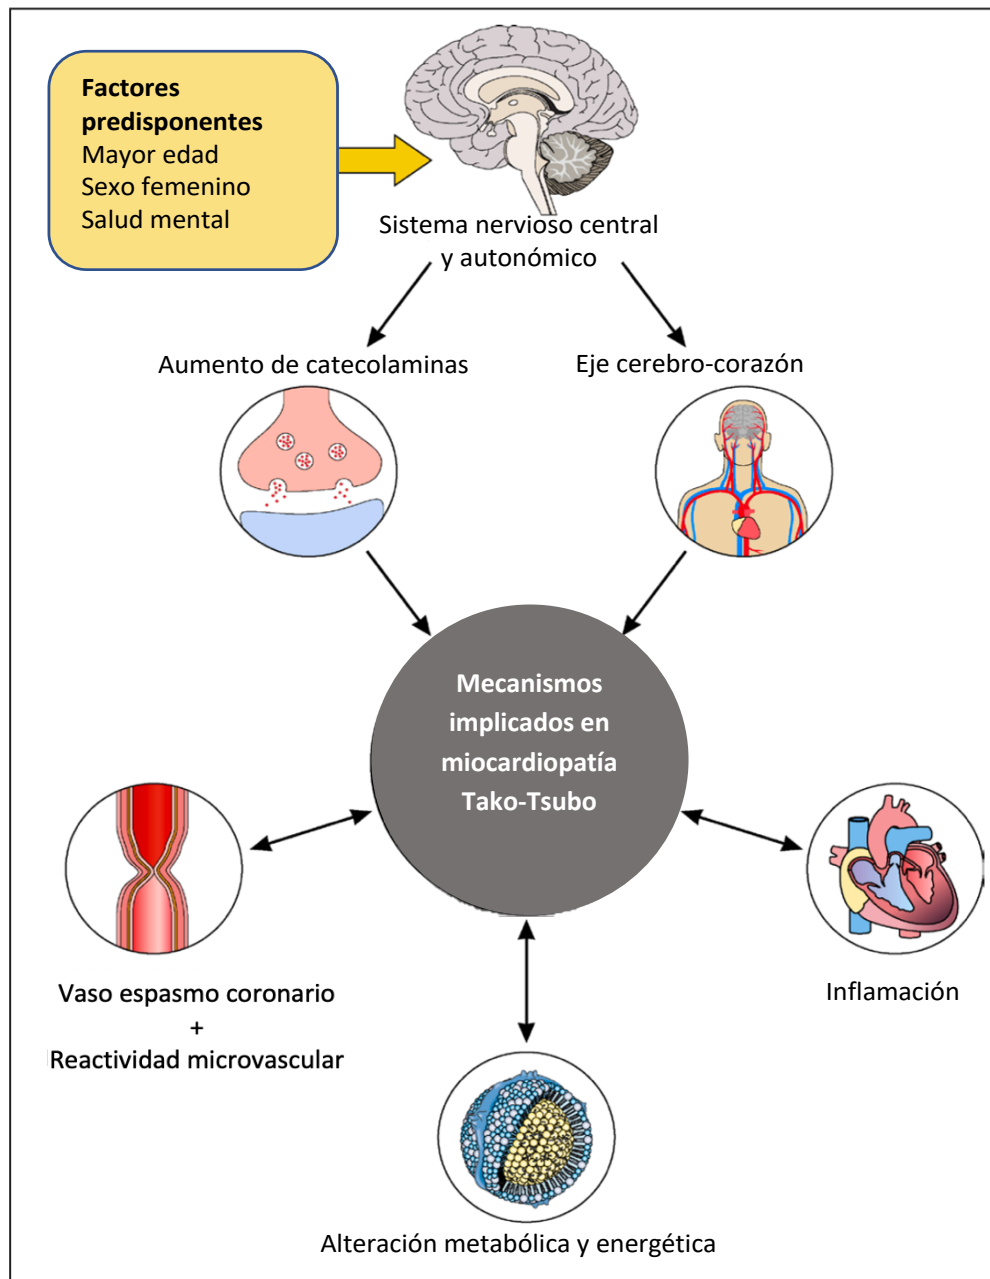 Factores
predisponentes
Mayor edad
Sexo femenino
Salud mental
Sistema nervioso central
y autonómico
Aumento de catecolaminas
Eje cerebro-corazón
Mecanismos
implicados en
miocardiopatía
Tako-Tsubo
Vaso espasmo coronario
+
Reactividad microvascular
Inflamación
Alteración metabólica y energética